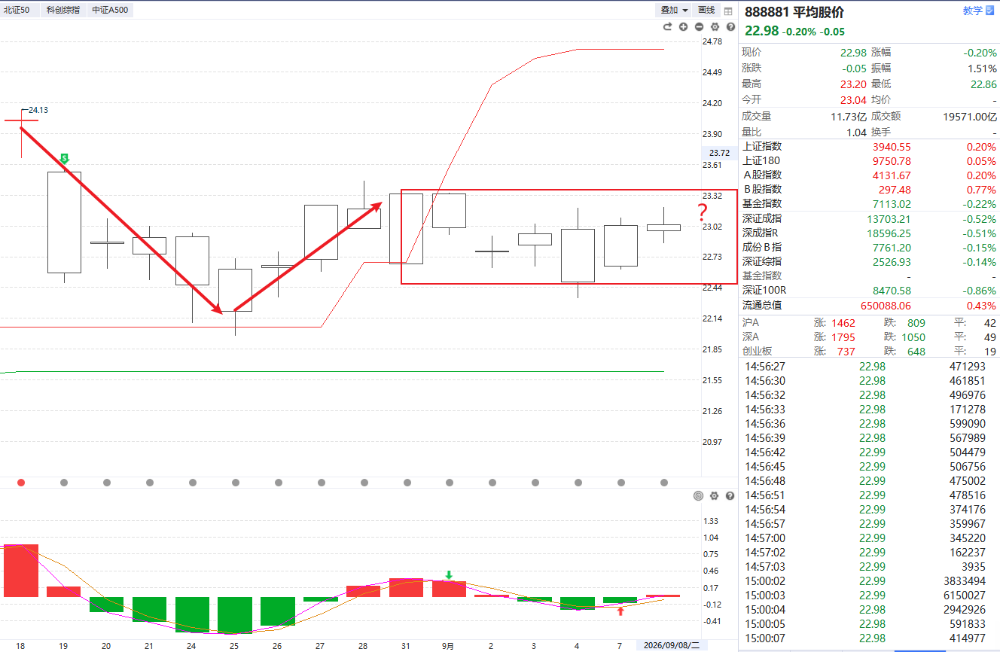 北证50 科创综指 中证A500 叠加 画线
24.78
24.49
24.20
23.90
23.72
23.61
23.32
23.02
22.73
22.44
22.14
21.85
21.55
21.26
20.97
24.13
S
?
1.33
1.04
0.75
0.46
0.17
-0.12
-0.41
18 19 20 21 24 25 26 27 28 31 9月 2 3 4 7 2026/09/08/二
888881 平均股价 教学
22.98 -0.20% -0.05
现价 22.98 涨幅 -0.20%
涨跌 -0.05 振幅 1.51%
最高 23.20 最低 22.86
今开 23.04 均价 -
成交量 11.73亿 成交额 19571.00亿
量比 1.04 换手 -
上证指数 3940.55 0.20%
上证180 9750.78 0.05%
A股指数 4131.67 0.20%
B股指数 297.48 0.77%
基金指数 7113.02 -0.22%
深证成指 13703.21 -0.52%
深成指R 18596.25 -0.51%
成份B指 7761.20 -0.15%
深证综指 2526.93 -0.14%
基金指数 - -
深证100R 8470.58 -0.86%
流通总值 650088.06 0.43%
沪A 涨: 1462 跌: 809 平: 42
深A 涨: 1795 跌: 1050 平: 49
创业板 涨: 737 跌: 648 平: 19
14:56:27 22.98 471293
14:56:30 22.98 461851
14:56:32 22.98 496976
14:56:33 22.98 171278
14:56:36 22.98 599090
14:56:39 22.98 567989
14:56:42 22.99 504479
14:56:45 22.99 506756
14:56:48 22.99 475002
14:56:51 22.99 478516
14:56:54 22.99 374176
14:56:57 22.99 359967
14:57:00 22.99 345220
14:57:02 22.99 162237
14:57:03 22.99 3935
15:00:02 22.99 3833494
15:00:03 22.99 6150027
15:00:04 22.98 2942926
15:00:05 22.98 591833
15:00:07 22.98 414977